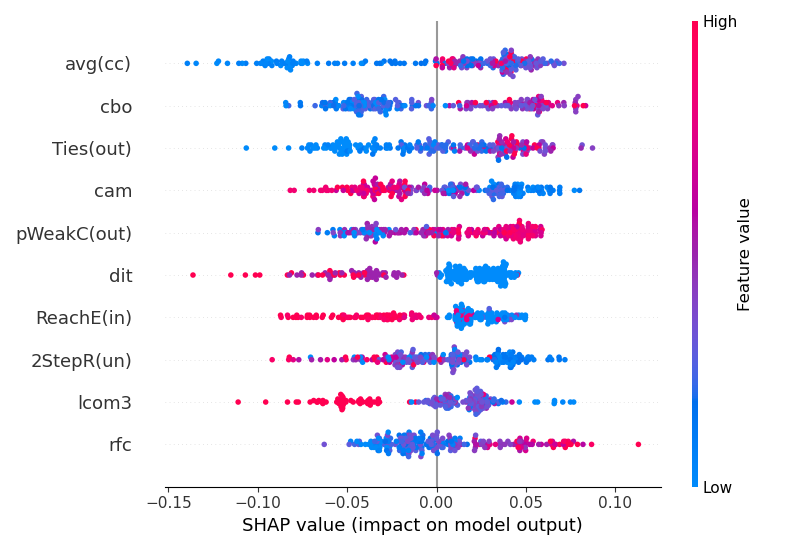 High
avg(cc)
cbo
Ties(out)
cam
pWeakC(out)
dit
ReachE(in)
2StepR(un)
lcom3
rfc
Feature value
Low
−0.15 −0.10 −0.05 0.00 0.05 0.10
SHAP value (impact on model output)